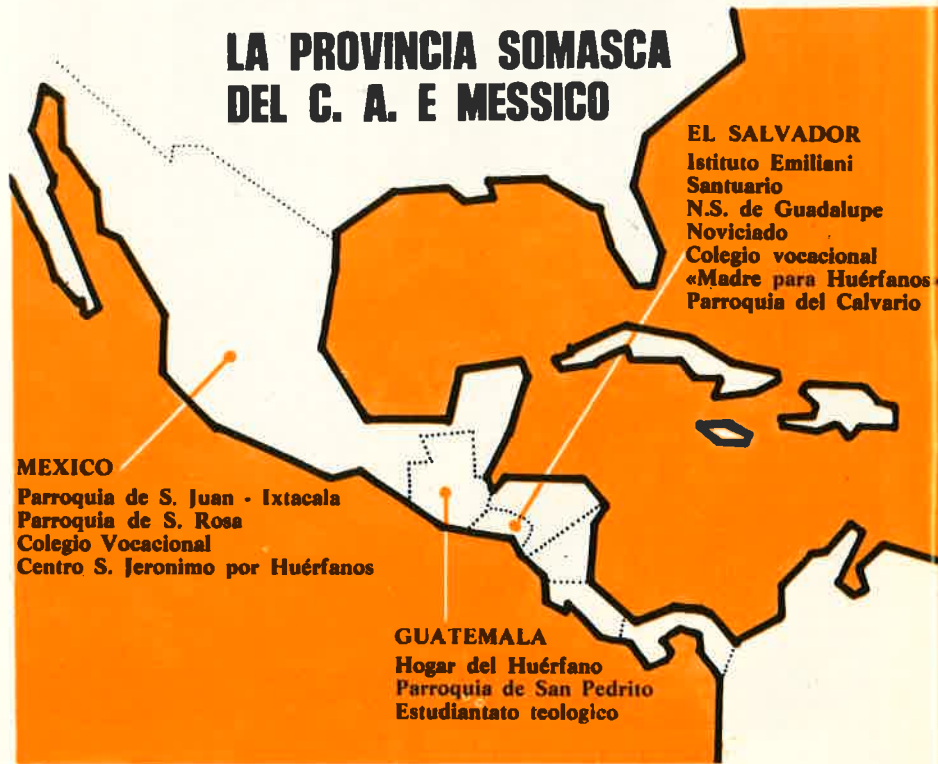 LA PROVINCIA SOMASCA
DEL C. A. E MESSICO
EL SALVADOR
Istituto Emiliani
Santuario
N.S. de Guadalupe
Noviciado
Colegio vocacional
«Madre para Huérfanos»
Parroquia del Calvario
MEXICO
Parroquia de S. Juan - Ixtacala
Parroquia de S. Rosa
Colegio Vocacional
Centro S. Jeronimo por Huérfanos
GUATEMALA
Hogar del Huérfano
Parroquia de San Pedrito
Estudiantato teologico